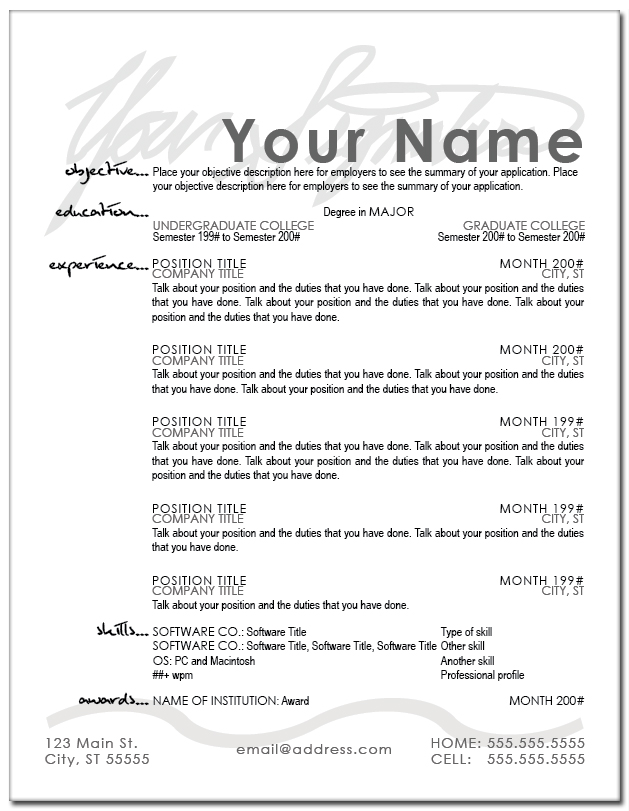 Your Signature
Your Name
objective... Place your objective description here for employers to see the summary of your application. Place
your objective description here for employers to see the summary of your application.
education... Degree in MAJOR
UNDERGRADUATE COLLEGE GRADUATE COLLEGE
Semester 199# to Semester 200# Semester 200# to Semester 200#
experience... POSITION TITLE MONTH 200#
COMPANY TITLE CITY, ST
Talk about your position and the duties that you have done. Talk about your position and the duties
that you have done. Talk about your position and the duties that you have done. Talk about your
position and the duties that you have done.
POSITION TITLE MONTH 200#
COMPANY TITLE CITY, ST
Talk about your position and the duties that you have done. Talk about your position and the duties
that you have done. Talk about your position and the duties that you have done.
POSITION TITLE MONTH 199#
COMPANY TITLE CITY, ST
Talk about your position and the duties that you have done. Talk about your position and the duties
that you have done. Talk about your position and the duties that you have done. Talk about your
position and the duties that you have done.
POSITION TITLE MONTH 199#
COMPANY TITLE CITY, ST
Talk about your position and the duties that you have done. Talk about your position and the duties
that you have done.
POSITION TITLE MONTH 199#
COMPANY TITLE CITY, ST
Talk about your position and the duties that you have done.
skills... SOFTWARE CO.: Software Title Type of skill
SOFTWARE CO.: Software Title, Software Title, Software Title Other skill
OS: PC and Macintosh Another skill
##+ wpm Professional profile
awards... NAME OF INSTITUTION: Award MONTH 200#
123 Main St. email@address.com HOME: 555.555.5555
City, ST 55555 CELL: 555.555.5555